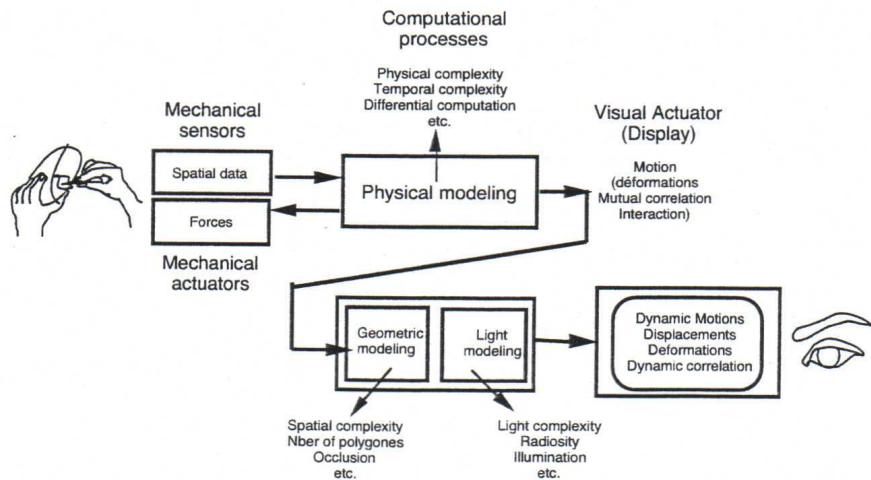 Computational
processes
Physical complexity
Temporal complexity
Differential computation
etc.
Mechanical
sensors
Visual Actuator
(Display)
Spatial data
Physical modeling
Motion
(déformations
Mutual correlation
Interaction)
Forces
Mechanical
actuators
Geometric
modeling
Light
modeling
Dynamic Motions
Displacements
Deformations
Dynamic correlation
Spatial complexity
Nber of polygones
Occlusion
etc.
Light complexity
Radiosity
Illumination
etc.